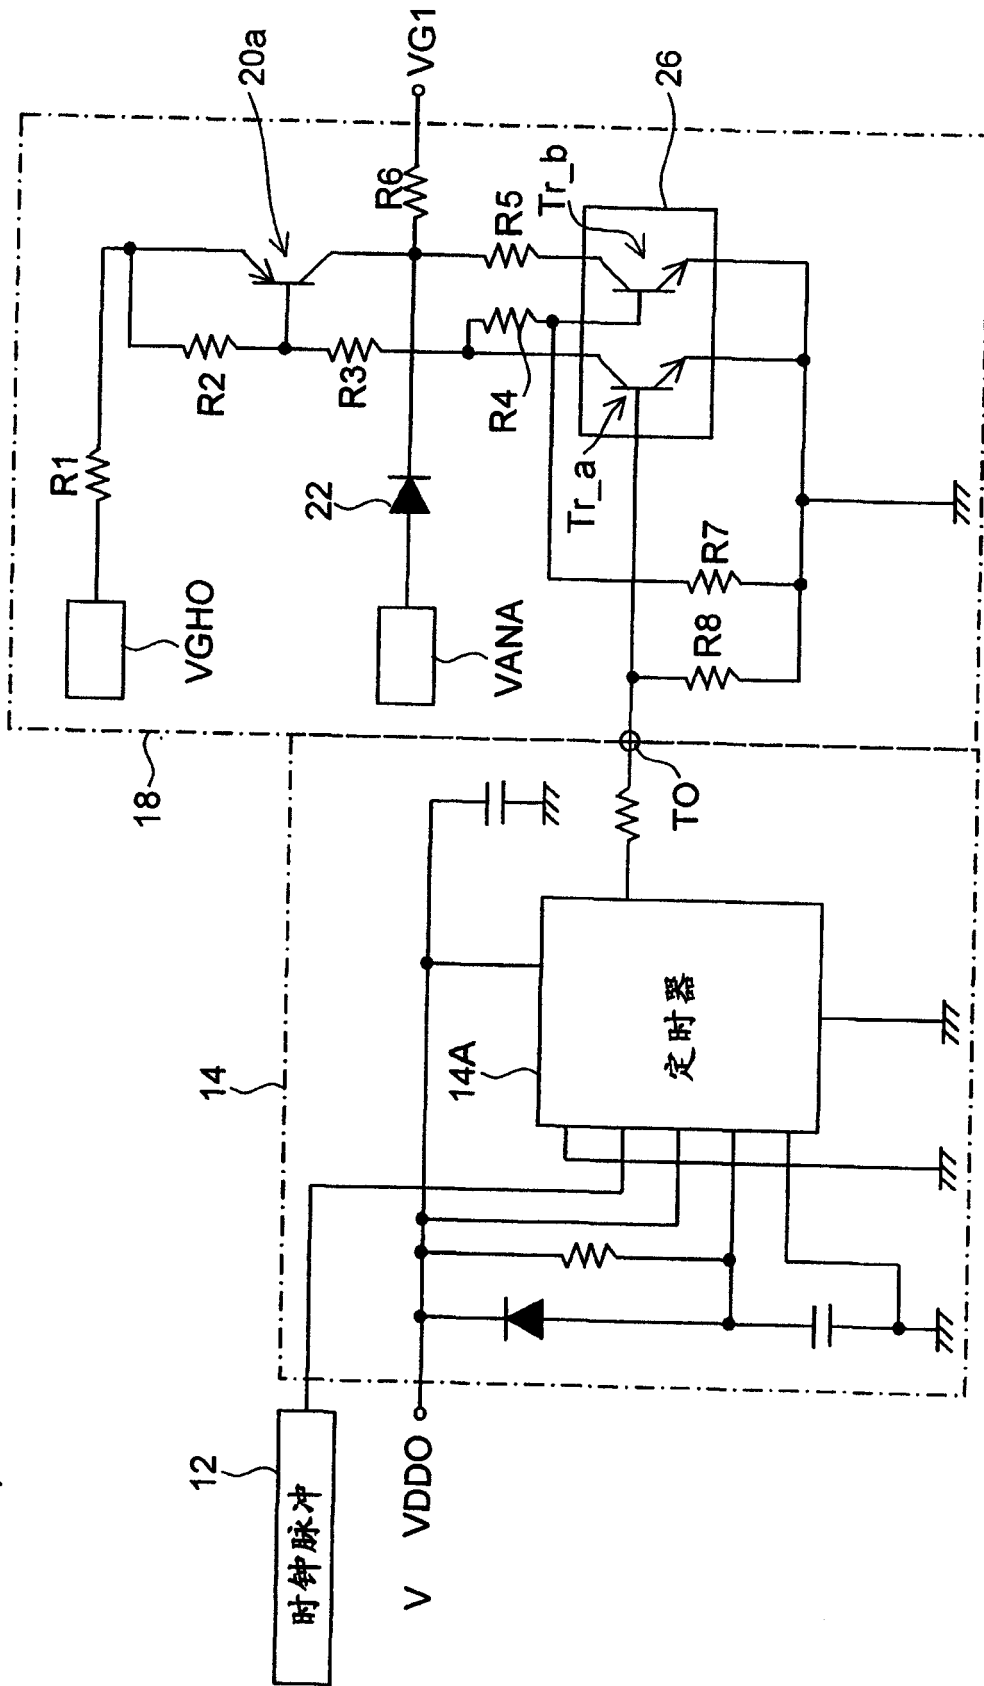 12
时钟脉冲
V VDDO
14
14A
定时器
TO
18
VGHO
R1
R2
R3
20a
VANA
22
R4
R5
R6
VG1
Tr_a
Tr_b
26
R7
R8